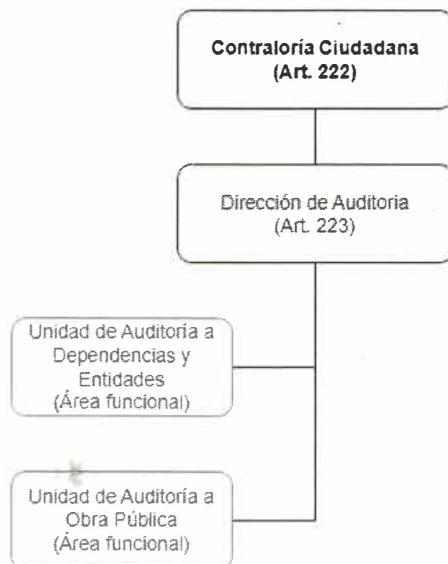 Contraloría Ciudadana
(Art. 222)
Dirección de Auditoria
(Art. 223)
Unidad de Auditoría a
Dependencias y
Entidades
(Área funcional)
Unidad de Auditoría a
Obra Pública
(Área funcional)